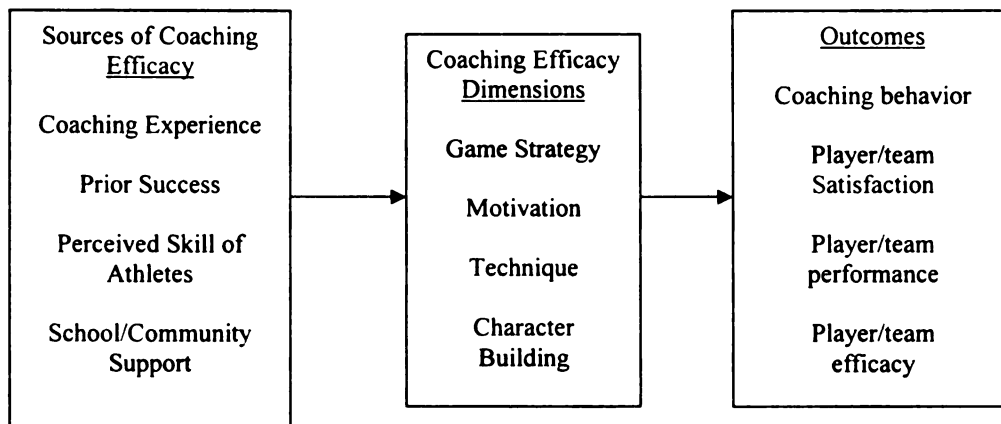 Sources of Coaching
Efficacy
Coaching Experience
Prior Success
Perceived Skill of
Athletes
School/Community
Support
Coaching Efficacy
Dimensions
Game Strategy
Motivation
Technique
Character
Building
Outcomes
Coaching behavior
Player/team
Satisfaction
Player/team
performance
Player/team
efficacy